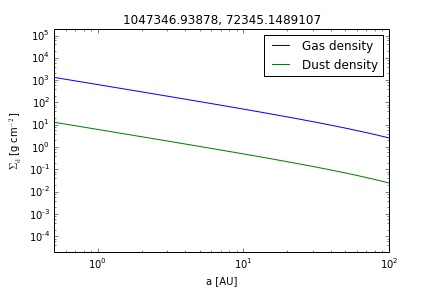 1047346.93878, 72345.1489107
Gas density
Dust density
10^5
10^4
10^3
10^2
10^1
10^0
10^-1
10^-2
10^-3
10^-4
Σ_d [g cm^-2]
10^0 10^1 10^2
a [AU]